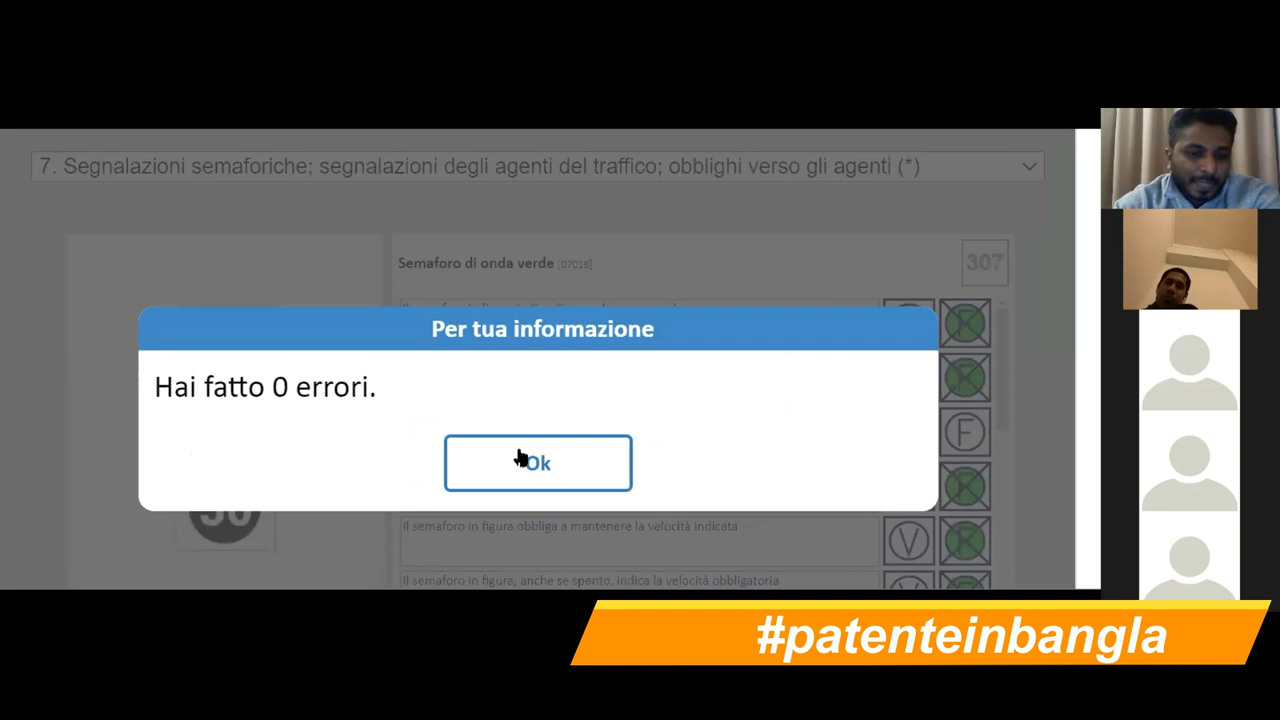 7. Segnalazioni semaforiche; segnalazioni degli agenti del traffico; obblighi verso gli agenti (*)
Semaforo di onda verde [07018]
307
F
Per tua informazione
Hai fatto 0 errori.
F
F
Ok
F
50
Il semaforo in figura obbliga a mantenere la velocità indicata
V F
Il semaforo in figura, anche se spento, indica la velocità obbligatoria
#patenteinbangla